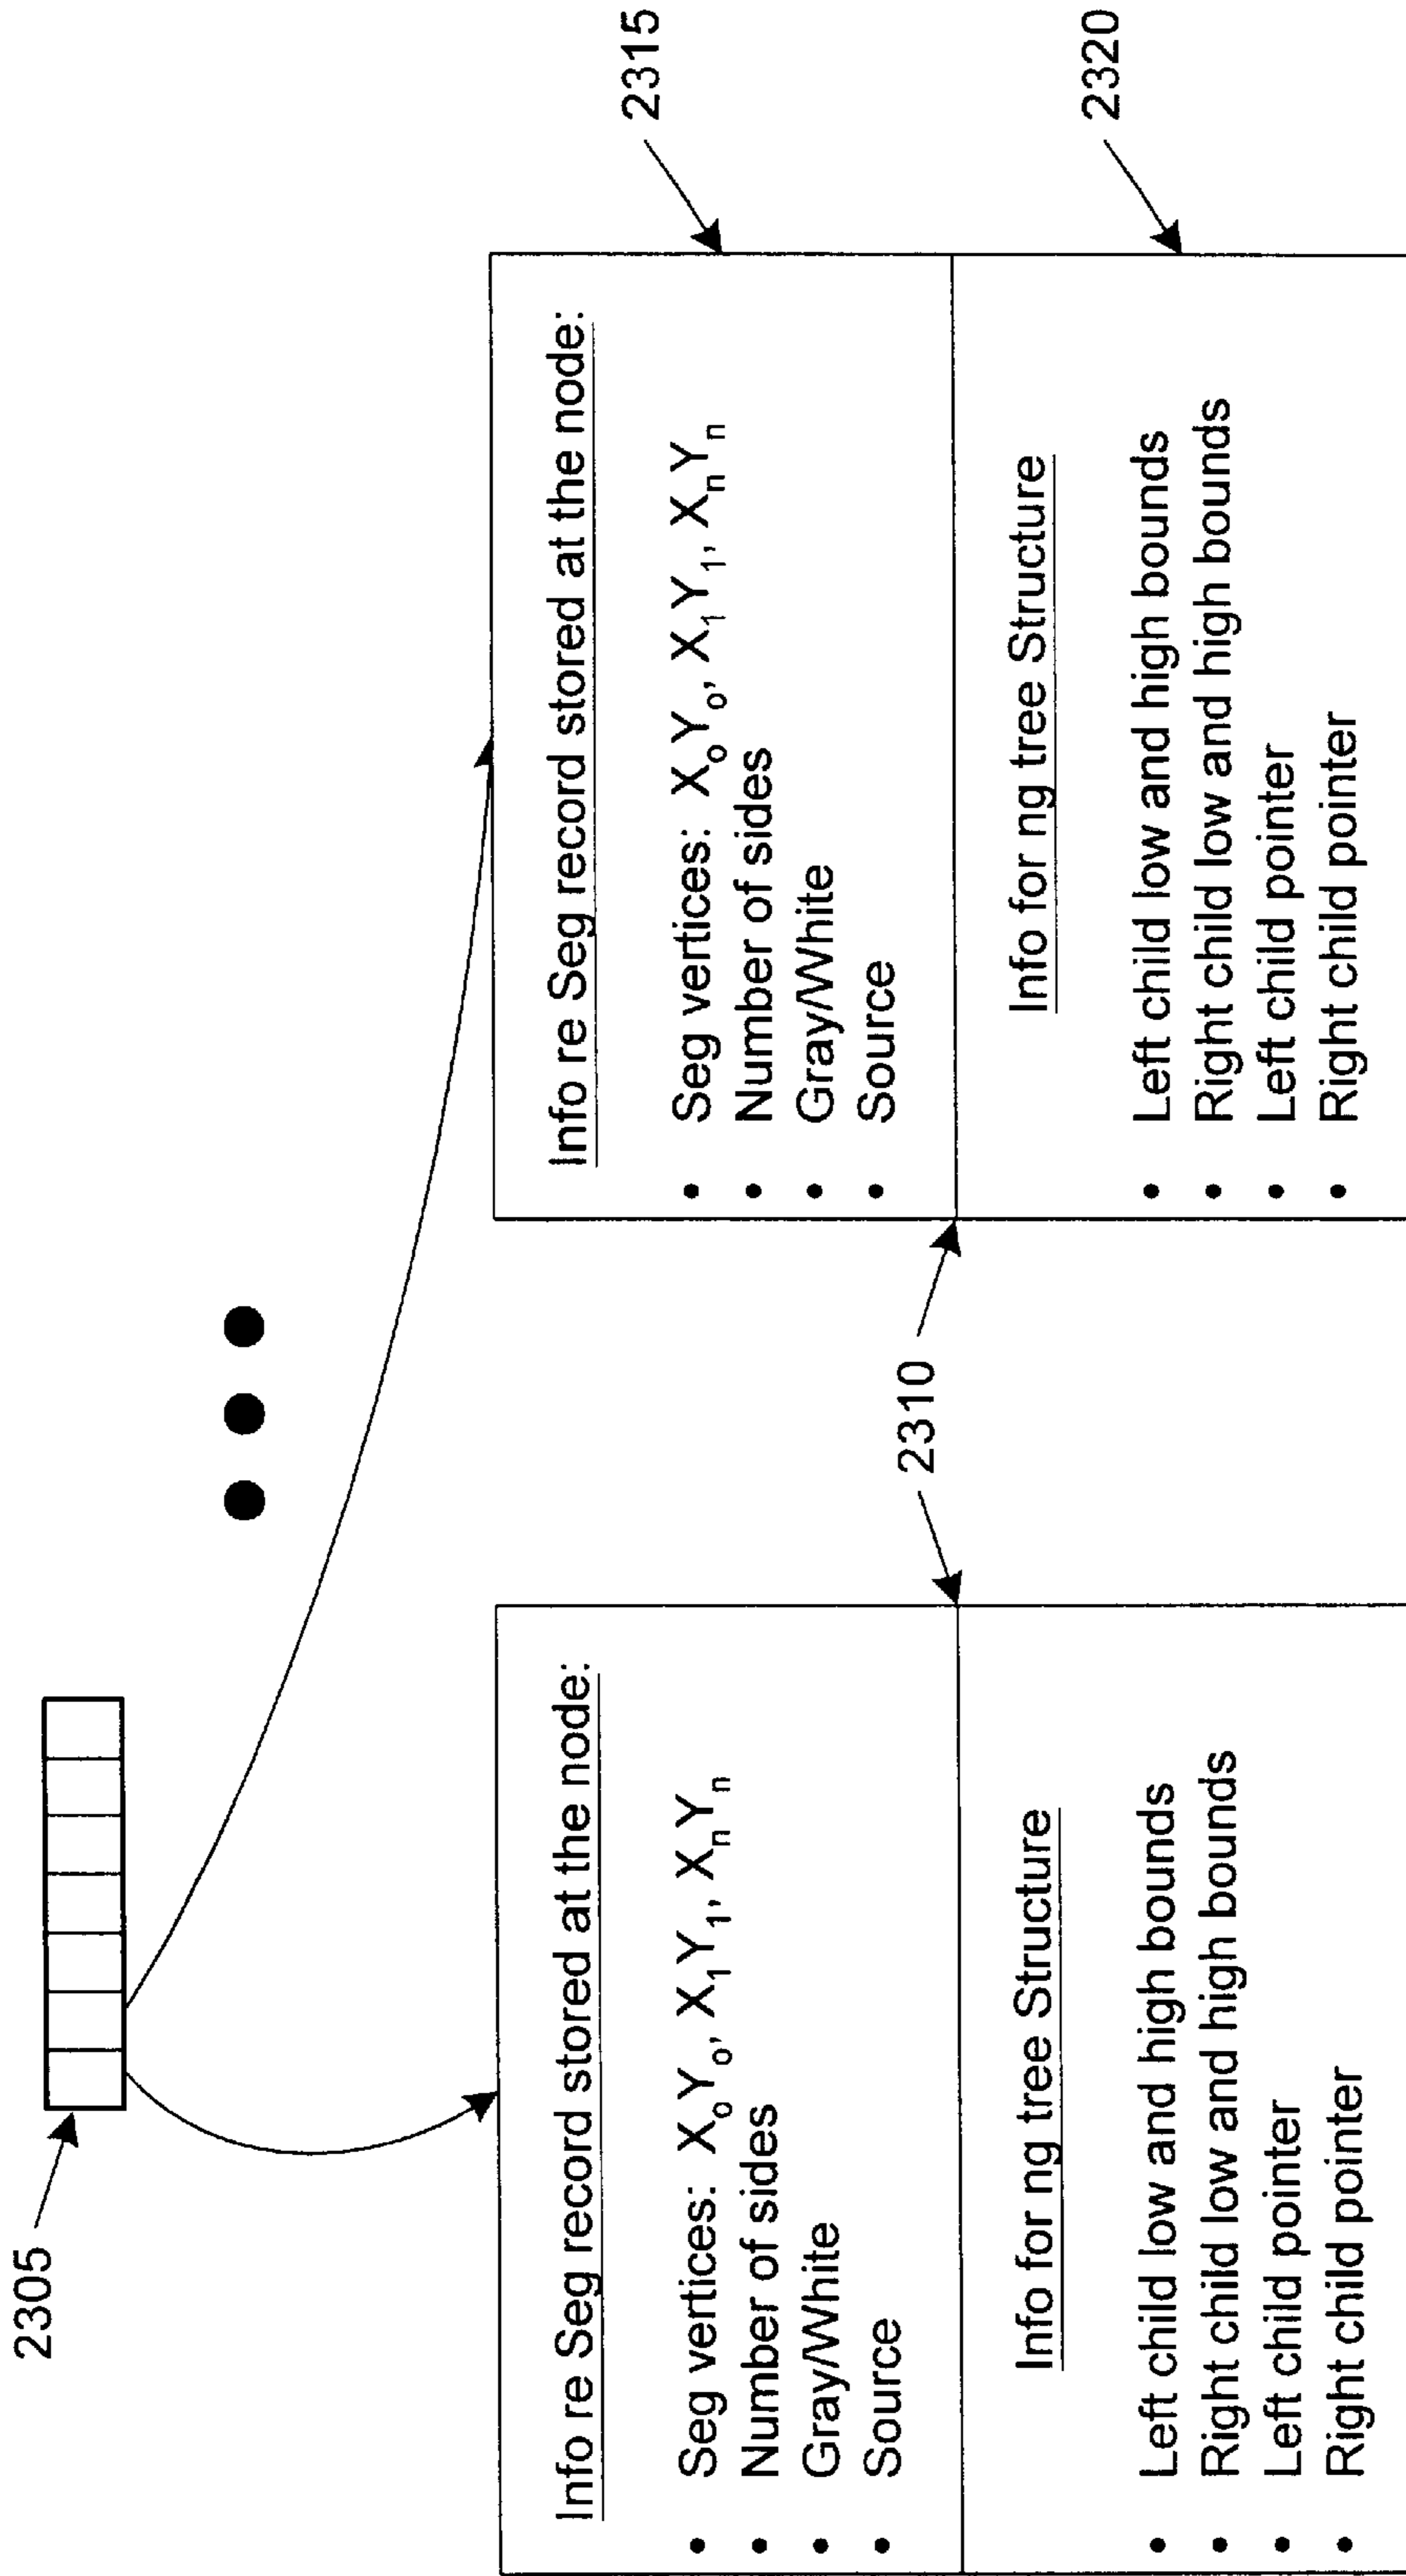 2305
Info re Seg record stored at the node:
• Seg vertices: XₒYₒ, X₁Y₁, XₙYₙ
• Number of sides
• Gray/White
• Source
Info for ng tree Structure
• Left child low and high bounds
• Right child low and high bounds
• Left child pointer
• Right child pointer
2310
Info re Seg record stored at the node:
• Seg vertices: XₒYₒ, X₁Y₁, XₙYₙ
• Number of sides
• Gray/White
• Source
Info for ng tree Structure
• Left child low and high bounds
• Right child low and high bounds
• Left child pointer
• Right child pointer
2315
2320